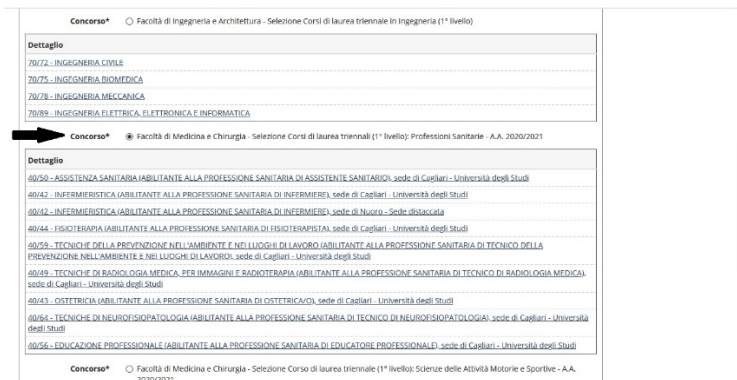 Concorso* Facoltà di Ingegneria e Architettura - Selezione Corsi di laurea triennale in Ingegneria (1° livello)
Dettaglio
70/72 - INGEGNERIA CIVILE
70/75 - INGEGNERIA BIOMEDICA
70/78 - INGEGNERIA MECCANICA
70/89 - INGEGNERIA ELETTRICA, ELETTRONICA E INFORMATICA
Concorso* Facoltà di Medicina e Chirurgia - Selezione Corsi di laurea triennali (1° livello): Professioni Sanitarie - A.A. 2020/2021
Dettaglio
40/50 - ASSISTENZA SANITARIA (ABILITANTE ALLA PROFESSIONE SANITARIA DI ASSISTENTE SANITARIO), sede di Cagliari - Università degli Studi
40/42 - INFERMIERISTICA (ABILITANTE ALLA PROFESSIONE SANITARIA DI INFERMIERE), sede di Cagliari - Università degli Studi
40/42 - INFERMIERISTICA (ABILITANTE ALLA PROFESSIONE SANITARIA DI INFERMIERE), sede di Nuoro - Sede distaccata
40/44 - FISIOTERAPIA (ABILITANTE ALLA PROFESSIONE SANITARIA DI FISIOTERAPISTA), sede di Cagliari - Università degli Studi
40/59 - TECNICHE DELLA PREVENZIONE NELL'AMBIENTE E NEI LUOGHI DI LAVORO (ABILITANTE ALLA PROFESSIONE SANITARIA DI TECNICO DELLA
PREVENZIONE NELL'AMBIENTE E NEI LUOGHI DI LAVORO), sede di Cagliari - Università degli Studi
40/49 - TECNICHE DI RADIOLOGIA MEDICA, PER IMMAGINI E RADIOTERAPIA (ABILITANTE ALLA PROFESSIONE SANITARIA DI TECNICO DI RADIOLOGIA MEDICA),
sede di Cagliari - Università degli Studi
40/43 - OSTETRICIA (ABILITANTE ALLA PROFESSIONE SANITARIA DI OSTETRICA/O), sede di Cagliari - Università degli Studi
40/64 - TECNICHE DI NEUROFISIOPATOLOGIA (ABILITANTE ALLA PROFESSIONE SANITARIA DI TECNICO DI NEUROFISIOPATOLOGIA), sede di Cagliari - Università
degli Studi
40/56 - EDUCAZIONE PROFESSIONALE (ABILITANTE ALLA PROFESSIONE SANITARIA DI EDUCATORE PROFESSIONALE), sede di Cagliari - Università degli Studi
Concorso* Facoltà di Medicina e Chirurgia - Selezione Corso di laurea triennale (1° livello): Scienze delle Attività Motorie e Sportive - A.A.
2020/2021